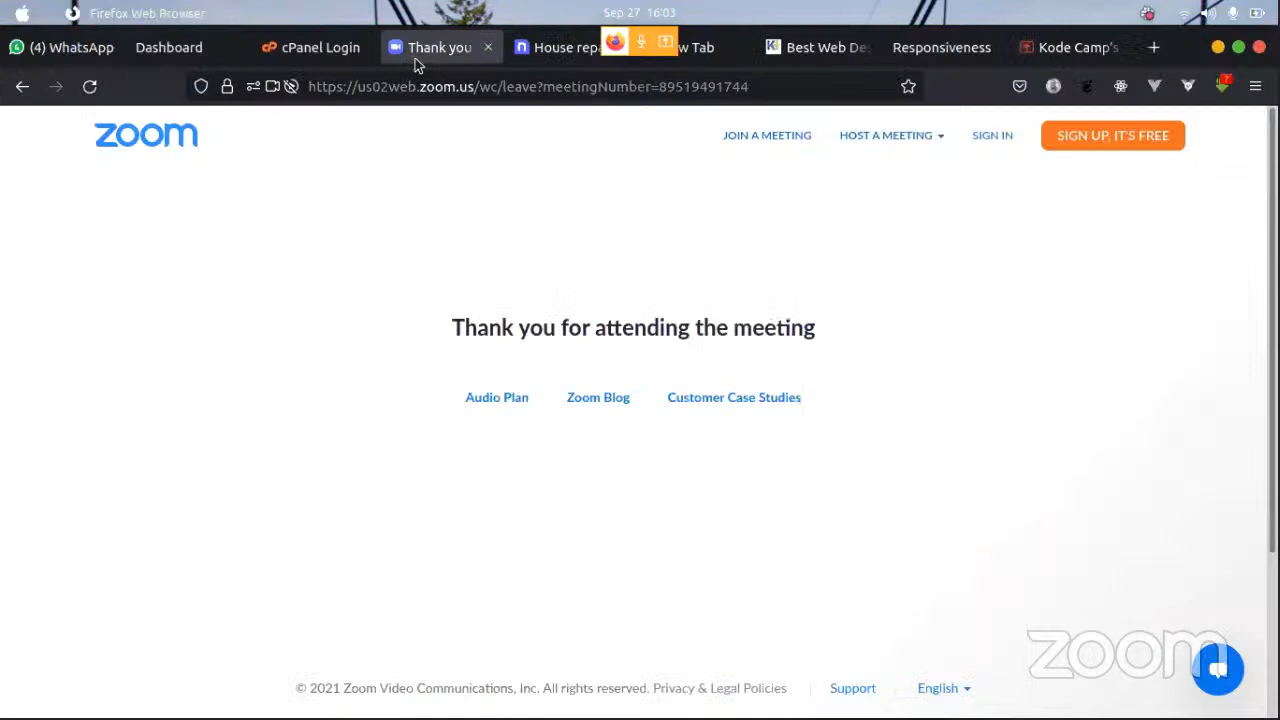 Firefox Web Browser
Sep 27 16:03
(4) WhatsApp
Dashboard
cPanel Login
Thank you
House rep
w Tab
Best Web De
Responsiveness
Kode Camp's
https://us02web.zoom.us/wc/leave?meetingNumber=89519491744
7
zoom
JOIN A MEETING
HOST A MEETING
SIGN IN
SIGN UP, IT'S FREE
Thank you for attending the meeting
Audio Plan
Zoom Blog
Customer Case Studies
zoom
© 2021 Zoom Video Communications, Inc. All rights reserved. Privacy & Legal Policies
Support
English